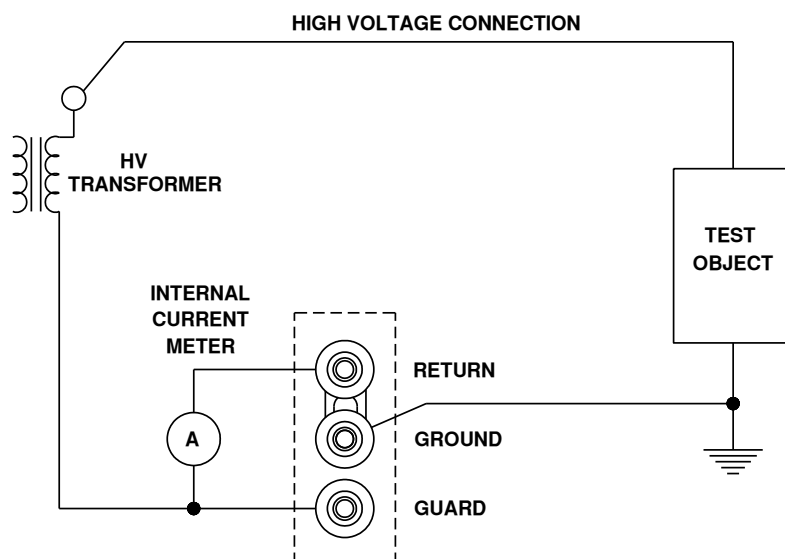 HIGH VOLTAGE CONNECTION
HV
TRANSFORMER
TEST
OBJECT
INTERNAL
CURRENT
METER
RETURN
A
GROUND
GUARD